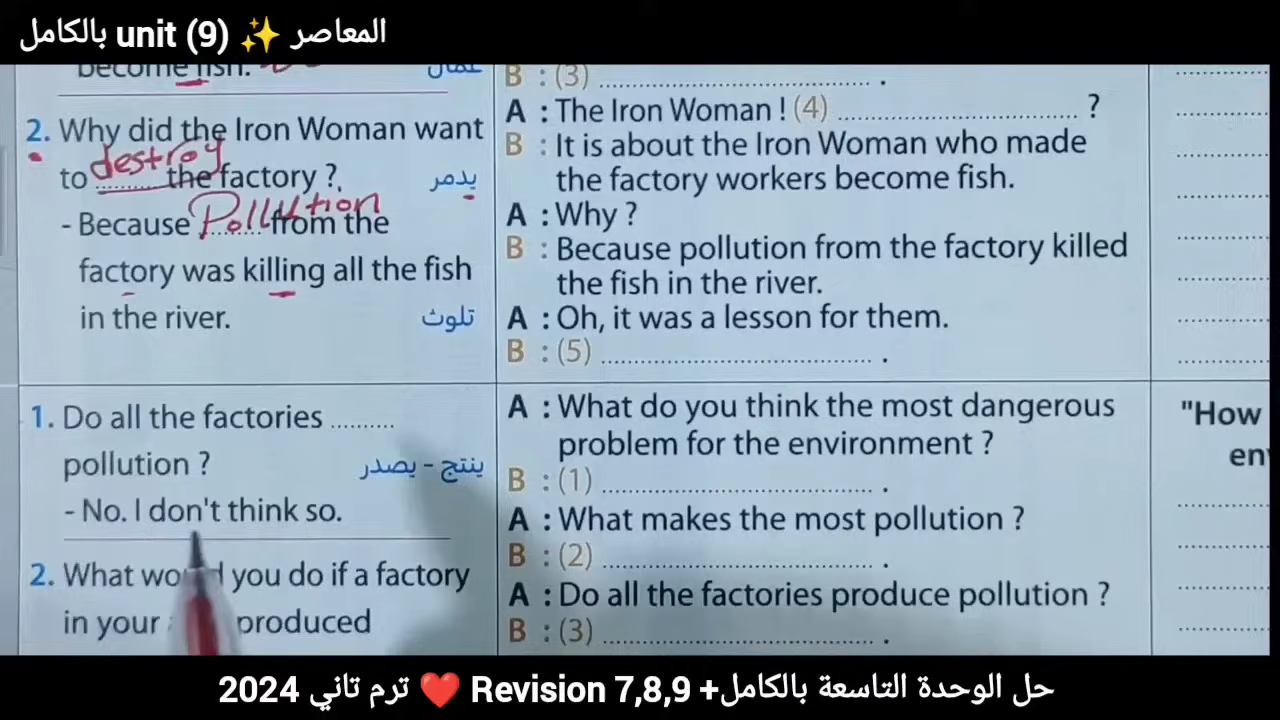 المعاصر ✨ unit (9) بالكامل
become fish.
عمال
2. Why did the Iron Woman want
to destroy the factory ?
يدمر
- Because Pollution from the
factory was killing all the fish
in the river.
تلوث
1. Do all the factories ..........
pollution ?
ينتج - يصدر
- No. I don't think so.
2. What would you do if a factory
in your produced
B : (3) ........................................ .
A : The Iron Woman ! (4) ........................................ ?
B : It is about the Iron Woman who made
the factory workers become fish.
A : Why ?
B : Because pollution from the factory killed
the fish in the river.
A : Oh, it was a lesson for them.
B : (5) ........................................ .
A : What do you think the most dangerous
problem for the environment ?
B : (1) ........................................ .
A : What makes the most pollution ?
B : (2) ........................................ .
A : Do all the factories produce pollution ?
B : (3) ........................................ .
"How
en
حل الوحدة التاسعة بالكامل+ Revision 7,8,9 ❤️ ترم تاني 2024